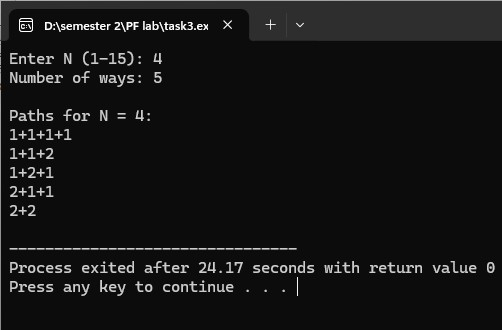 D:\semester 2\PF lab\task3.ex
Enter N (1-15): 4
Number of ways: 5
Paths for N = 4:
1+1+1+1
1+1+2
1+2+1
2+1+1
2+2
--------------------------------
Process exited after 24.17 seconds with return value 0
Press any key to continue . . .